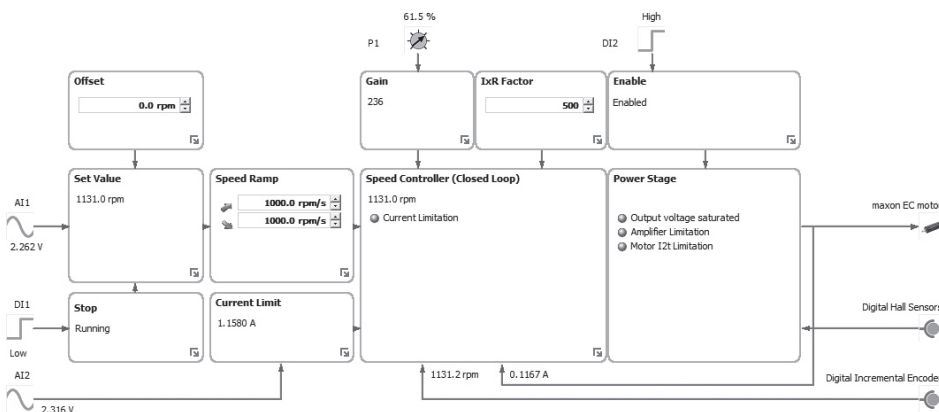 61.5 %
High
P1
DI2
Offset
Gain
IxR Factor
Enable
0.0 rpm
236
500
Enabled
Set Value
Speed Ramp
Speed Controller (Closed Loop)
Power Stage
AI1
1131.0 rpm
1000.0 rpm/s
1131.0 rpm
maxon EC motor
1000.0 rpm/s
Current Limitation
Output voltage saturated
Amplifier Limitation
2.262 V
Motor I2t Limitation
DI1
Stop
Current Limit
Digital Hall Sensors
Running
1.1580 A
Low
AI2
1131.2 rpm
0.1167 A
Digital Incremental Encoder
2.316 V